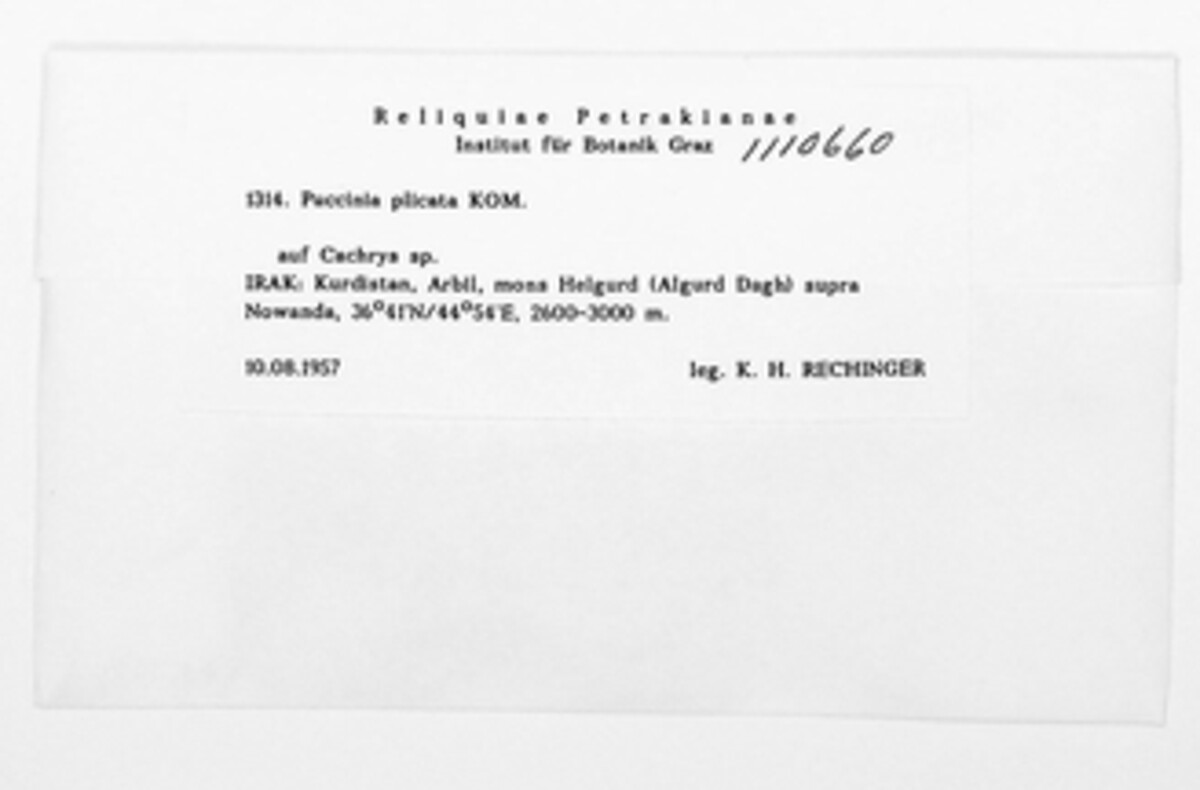 Reliquiae Petrakianae
Institut für Botanik Graz 1110660
1314. Puccinia plicata KOM.
auf Cachrys sp.
IRAK: Kurdistan, Arbil, mons Helgurd (Algurd Dagh) supra
Nowanda, 36°41'N/44°54'E, 2600-3000 m.
10.08.1957 leg. K. H. RECHINGER